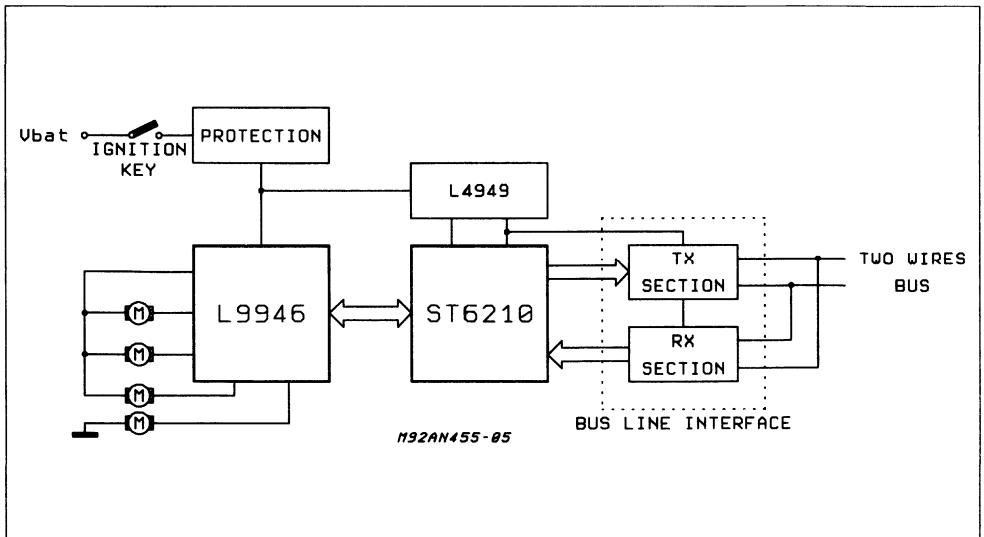 Vbat
IGNITION
KEY
PROTECTION
L4949
L9946
ST6210
TX
SECTION
RX
SECTION
TWO WIRES
BUS
M
M
M
M
BUS LINE INTERFACE
M92AN455-05